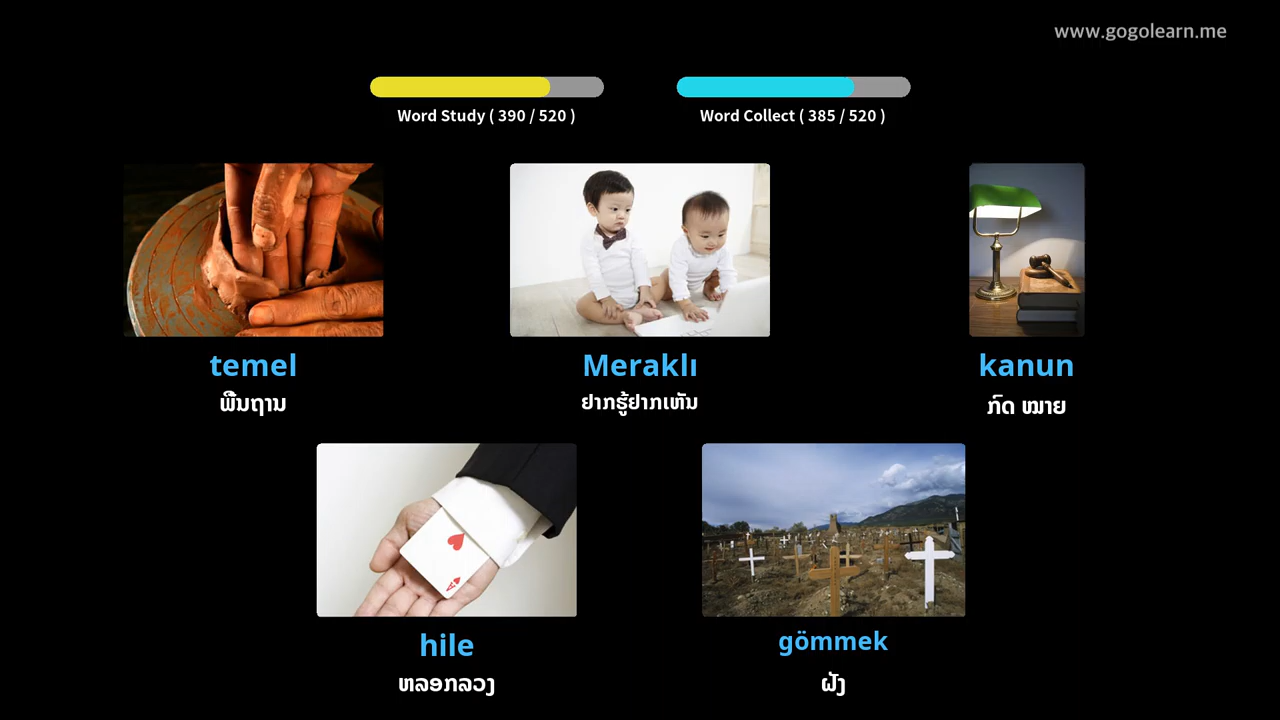 www.gogolearn.me
Word Study ( 390 / 520 )
Word Collect ( 385 / 520 )
temel
ພື້ນຖານ
Meraklı
ຢາກຮູ້ຢາກເຫັນ
kanun
ກົດ ໝາຍ
hile
ຫລອກລວງ
gömmek
ຝັງ